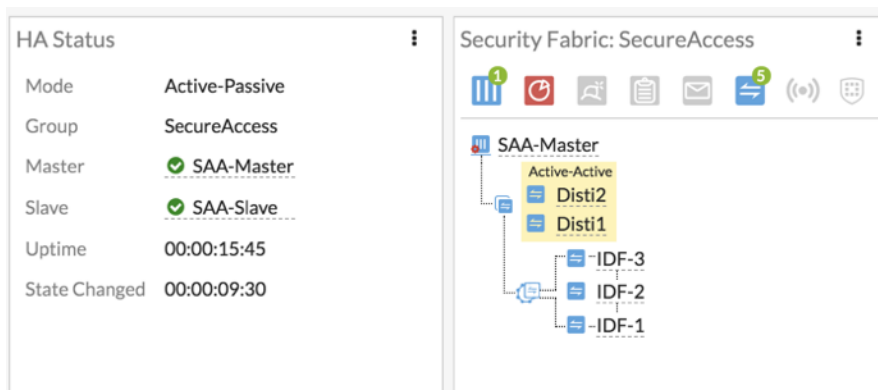 HA Status
Mode Active-Passive
Group SecureAccess
Master SAA-Master
Slave SAA-Slave
Uptime 00:00:15:45
State Changed 00:00:09:30
Security Fabric: SecureAccess
1
5
SAA-Master
Active-Active
Disti2
Disti1
IDF-3
IDF-2
IDF-1